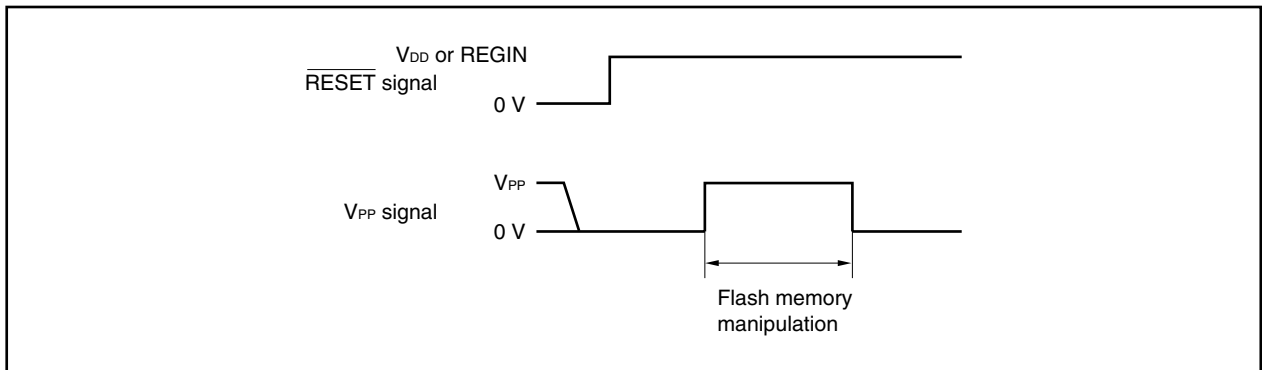 VDD or REGIN
RESET signal
0 V
VPP
VPP signal
0 V
Flash memory
manipulation